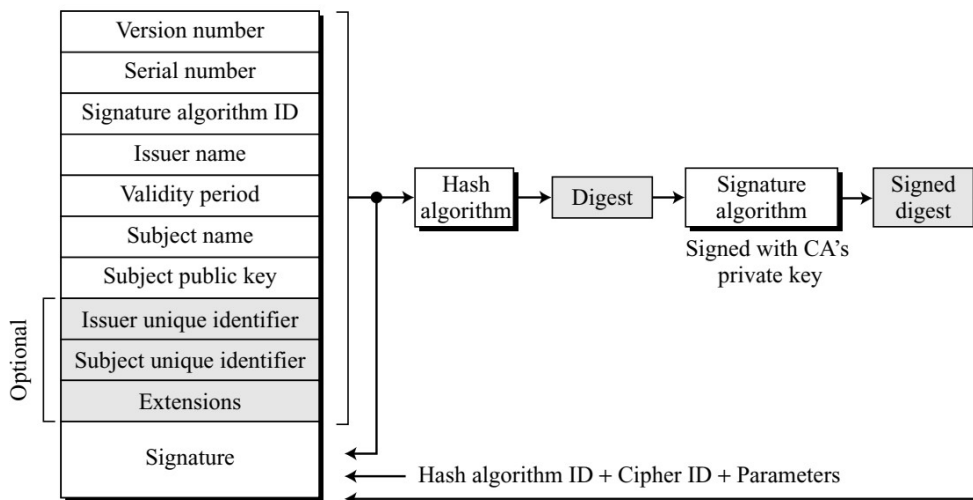 Version number
Serial number
Signature algorithm ID
Issuer name
Validity period
Subject name
Subject public key
Optional
Issuer unique identifier
Subject unique identifier
Extensions
Signature
Hash
algorithm
Digest
Signature
algorithm
Signed with CA’s
private key
Signed
digest
Hash algorithm ID + Cipher ID + Parameters